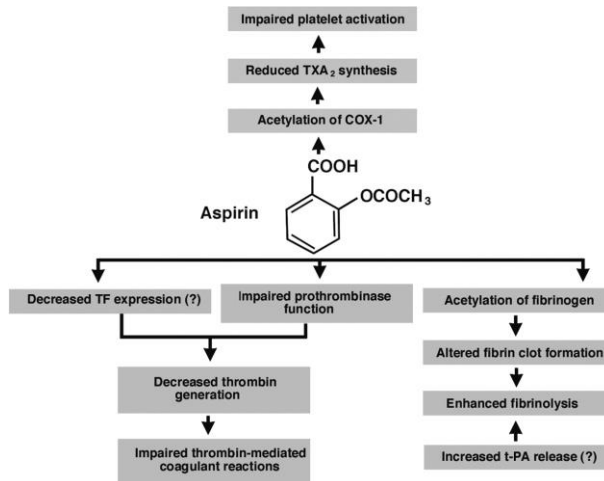 Impaired platelet activation
Reduced TXA₂ synthesis
Acetylation of COX-1
COOH
OCOCH₃
Aspirin
Decreased TF expression (?)
Impaired prothrombinase
function
Acetylation of fibrinogen
Altered fibrin clot formation
Decreased thrombin
generation
Enhanced fibrinolysis
Impaired thrombin-mediated
coagulant reactions
Increased t-PA release (?)